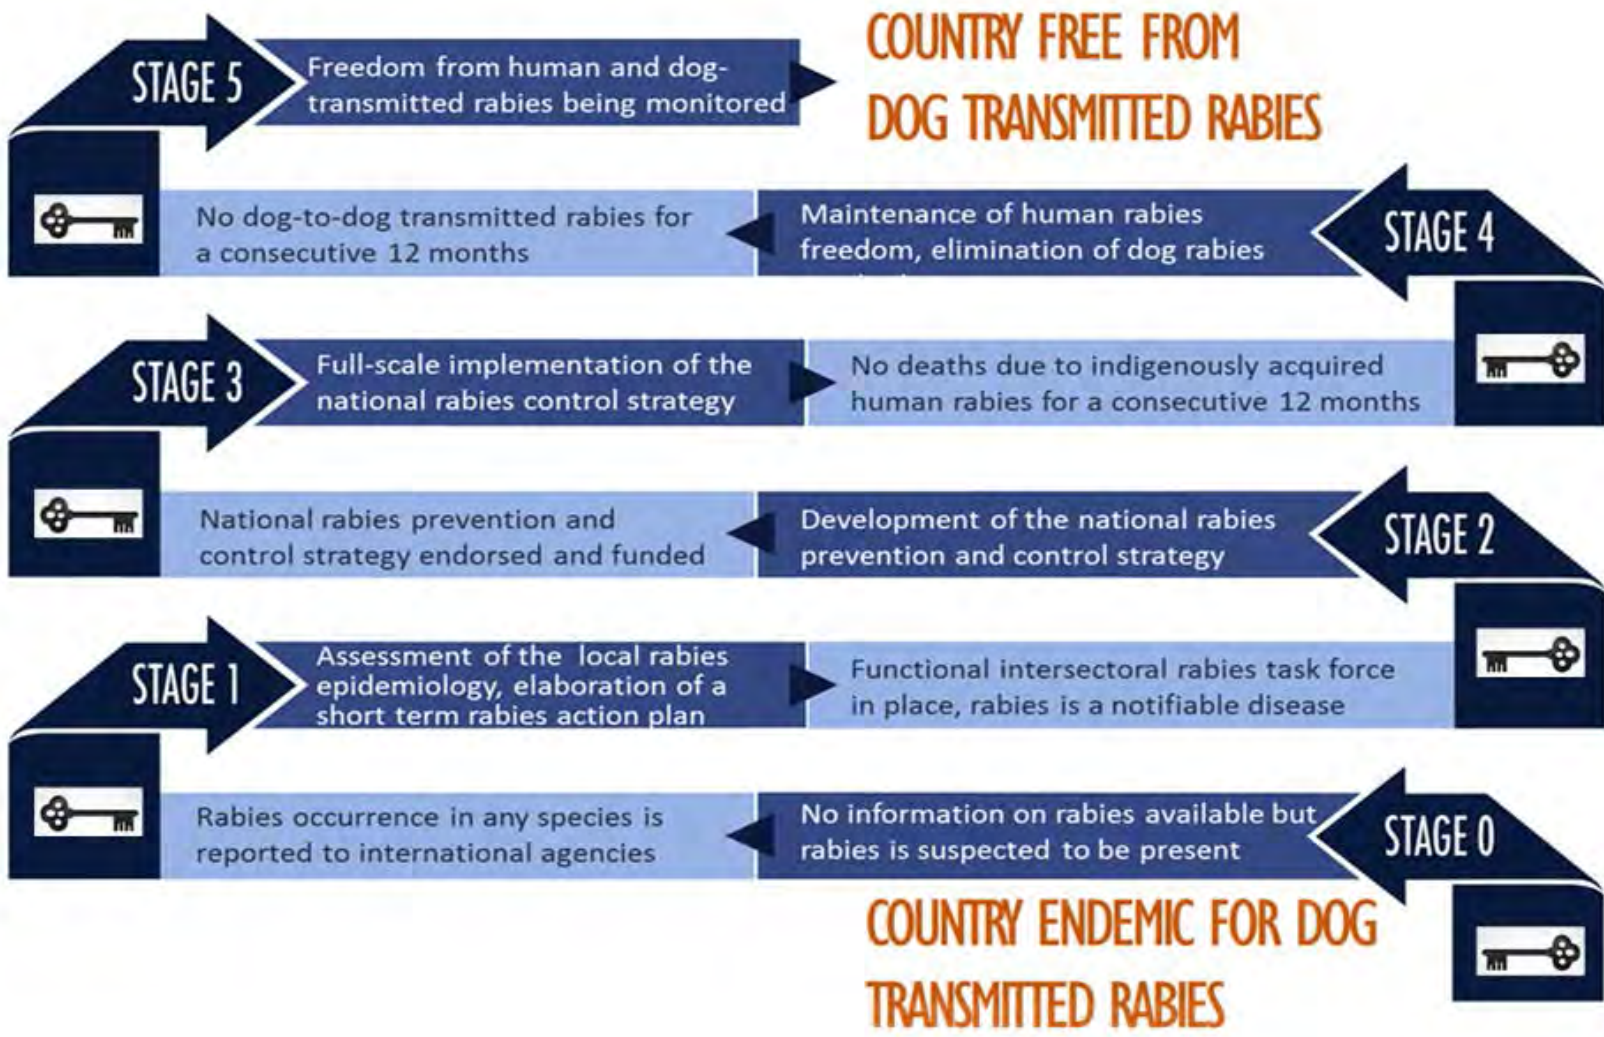 COUNTRY FREE FROM
DOG TRANSMITTED RABIES
STAGE 5
Freedom from human and dog-
transmitted rabies being monitored
No dog-to-dog transmitted rabies for
a consecutive 12 months
Maintenance of human rabies
freedom, elimination of dog rabies
STAGE 4
STAGE 3
Full-scale implementation of the
national rabies control strategy
No deaths due to indigenously acquired
human rabies for a consecutive 12 months
National rabies prevention and
control strategy endorsed and funded
Development of the national rabies
prevention and control strategy
STAGE 2
STAGE 1
Assessment of the local rabies
epidemiology, elaboration of a
short term rabies action plan
Functional intersectoral rabies task force
in place, rabies is a notifiable disease
Rabies occurrence in any species is
reported to international agencies
No information on rabies available but
rabies is suspected to be present
STAGE 0
COUNTRY ENDEMIC FOR DOG
TRANSMITTED RABIES